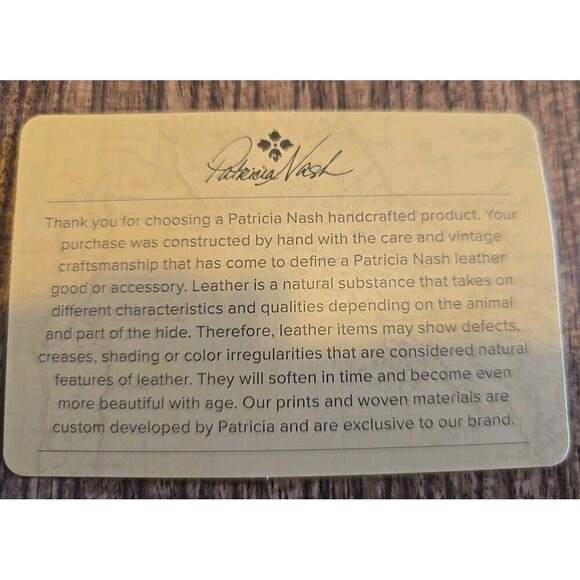 Patricia Nash
Thank you for choosing a Patricia Nash handcrafted product. Your
purchase was constructed by hand with the care and vintage
craftsmanship that has come to define a Patricia Nash leather
good or accessory. Leather is a natural substance that takes on
different characteristics and qualities depending on the animal
and part of the hide. Therefore, leather items may show defects,
creases, shading or color irregularities that are considered natural
features of leather. They will soften in time and become even
more beautiful with age. Our prints and woven materials are
custom developed by Patricia and are exclusive to our brand.